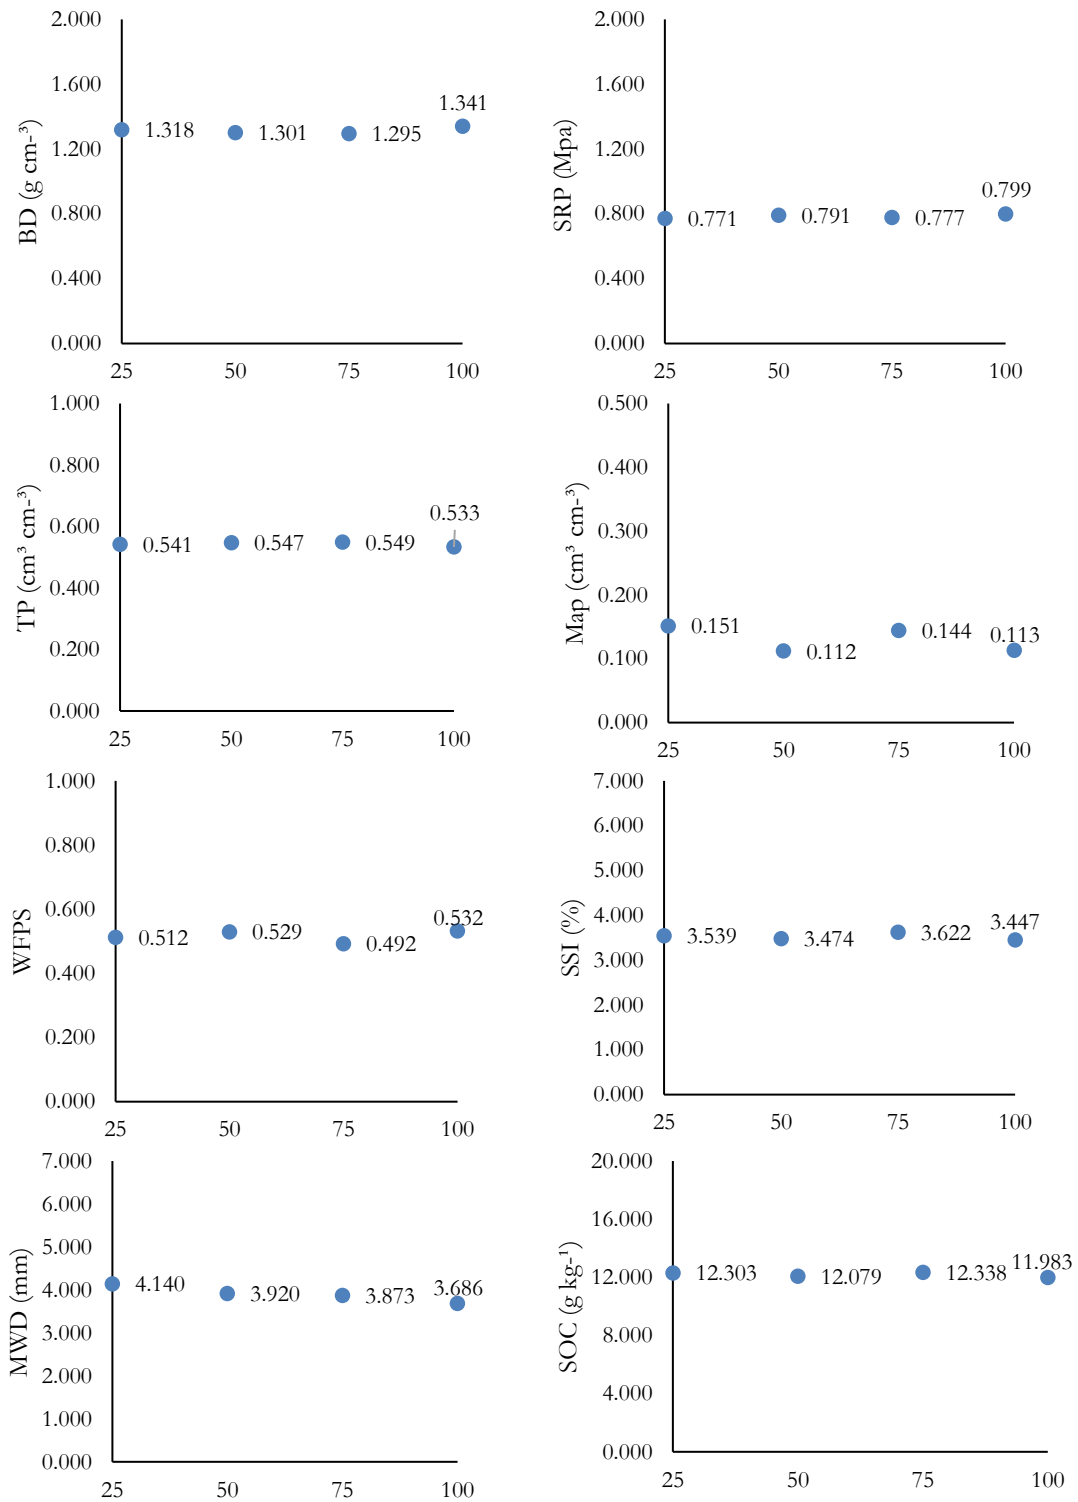 BD (g cm-³)
2.000
1.600
1.200
0.800
0.400
0.000
1.318 1.301 1.295 1.341
25 50 75 100
SRP (Mpa)
2.000
1.600
1.200
0.800
0.400
0.000
0.771 0.791 0.777 0.799
25 50 75 100
TP (cm³ cm-³)
1.000
0.800
0.600
0.400
0.200
0.000
0.541 0.547 0.549 0.533
25 50 75 100
Map (cm³ cm-³)
0.500
0.400
0.300
0.200
0.100
0.000
0.151 0.112 0.144 0.113
25 50 75 100
WFPS
1.000
0.800
0.600
0.400
0.200
0.000
0.512 0.529 0.492 0.532
25 50 75 100
SSI (%)
7.000
6.000
5.000
4.000
3.000
2.000
1.000
0.000
3.539 3.474 3.622 3.447
25 50 75 100
MWD (mm)
7.000
6.000
5.000
4.000
3.000
2.000
1.000
0.000
4.140 3.920 3.873 3.686
25 50 75 100
SOC (g kg-¹)
20.000
16.000
12.000
8.000
4.000
0.000
12.303 12.079 12.338 11.983
25 50 75 100